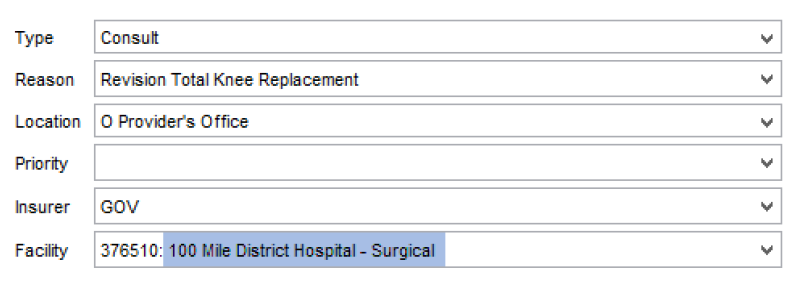 Type Consult
Reason Revision Total Knee Replacement
Location O Provider's Office
Priority
Insurer GOV
Facility 376510: 100 Mile District Hospital - Surgical